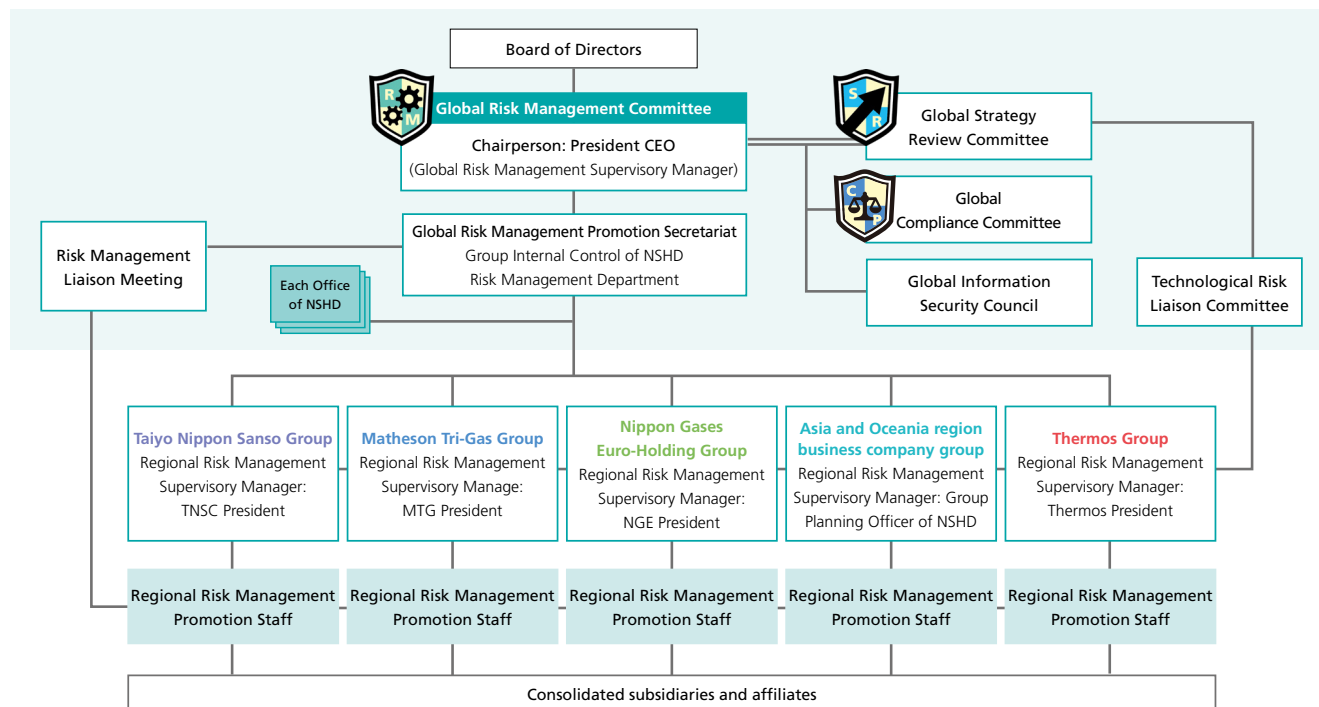 Board of Directors
R
M
Global Risk Management Committee
Chairperson: President CEO
(Global Risk Management Supervisory Manager)
S
R
Global Strategy
Review Committee
C
P
Global
Compliance Committee
Global Information
Security Council
Technological Risk
Liaison Committee
Risk Management
Liaison Meeting
Global Risk Management Promotion Secretariat
Group Internal Control of NSHD
Risk Management Department
Each Office
of NSHD
Taiyo Nippon Sanso Group
Regional Risk Management
Supervisory Manager:
TNSC President
Matheson Tri-Gas Group
Regional Risk Management
Supervisory Manage:
MTG President
Nippon Gases
Euro-Holding Group
Regional Risk Management
Supervisory Manager:
NGE President
Asia and Oceania region
business company group
Regional Risk Management
Supervisory Manager: Group
Planning Officer of NSHD
Thermos Group
Regional Risk Management
Supervisory Manager:
Thermos President
Regional Risk Management
Promotion Staff
Regional Risk Management
Promotion Staff
Regional Risk Management
Promotion Staff
Regional Risk Management
Promotion Staff
Regional Risk Management
Promotion Staff
Consolidated subsidiaries and affiliates